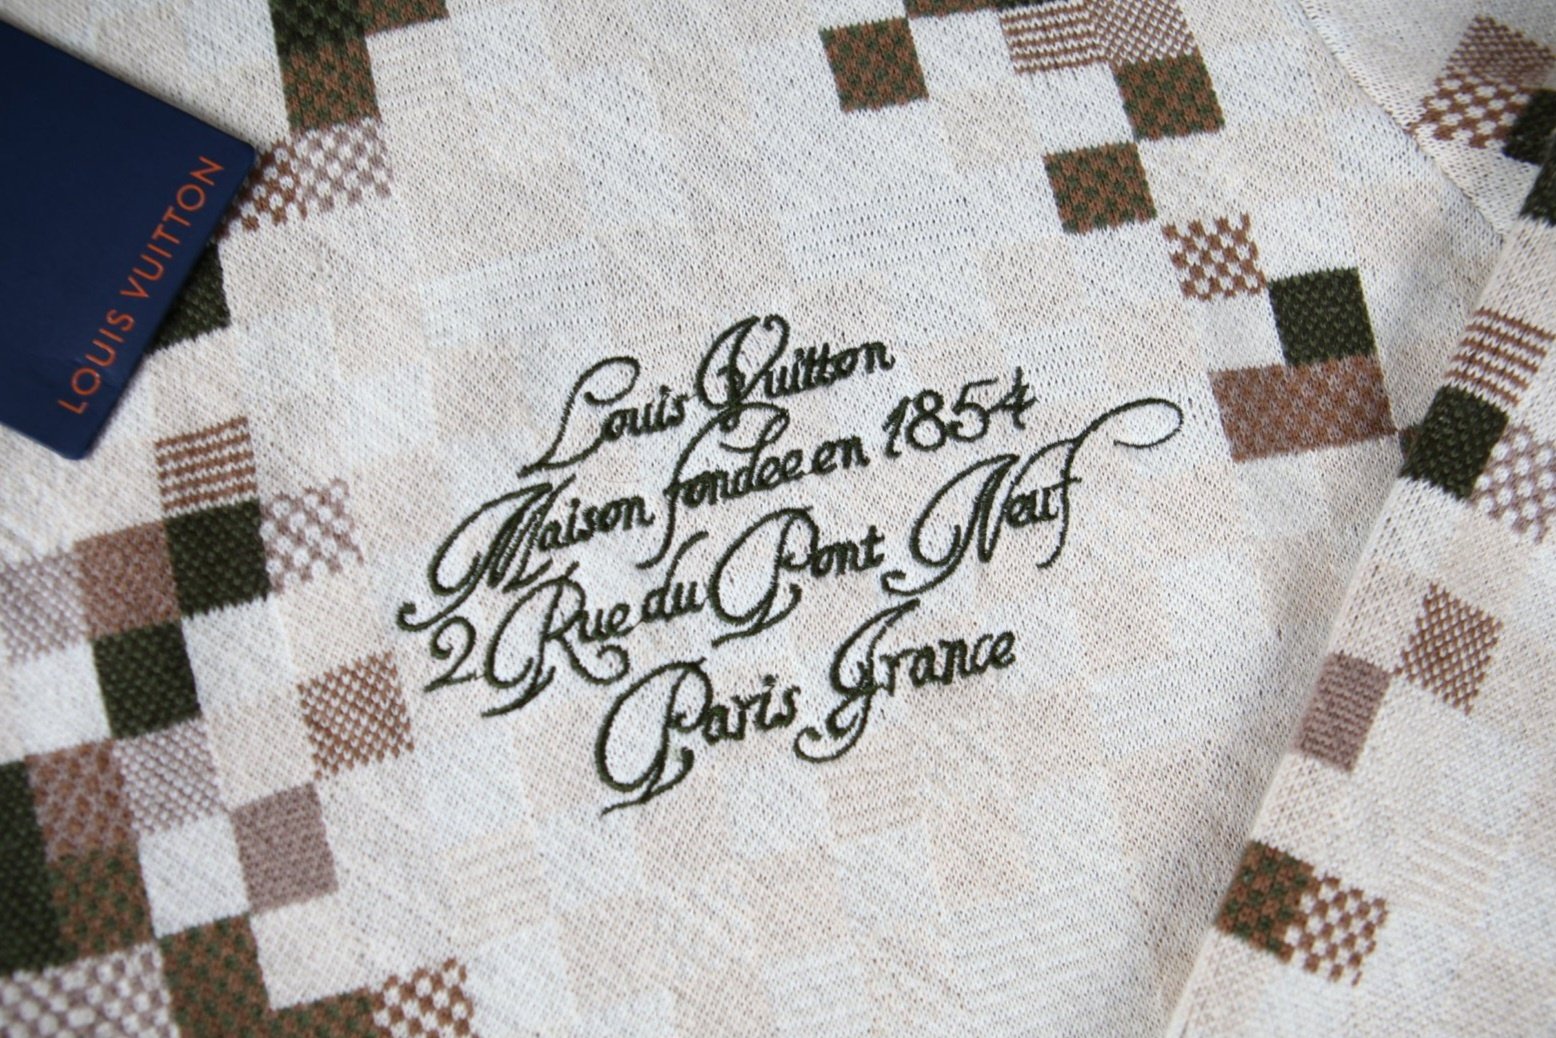 LOUIS VUITTON
Louis Vuitton
Maison fondee en 1854
2 Rue du Pont Neuf
Paris France